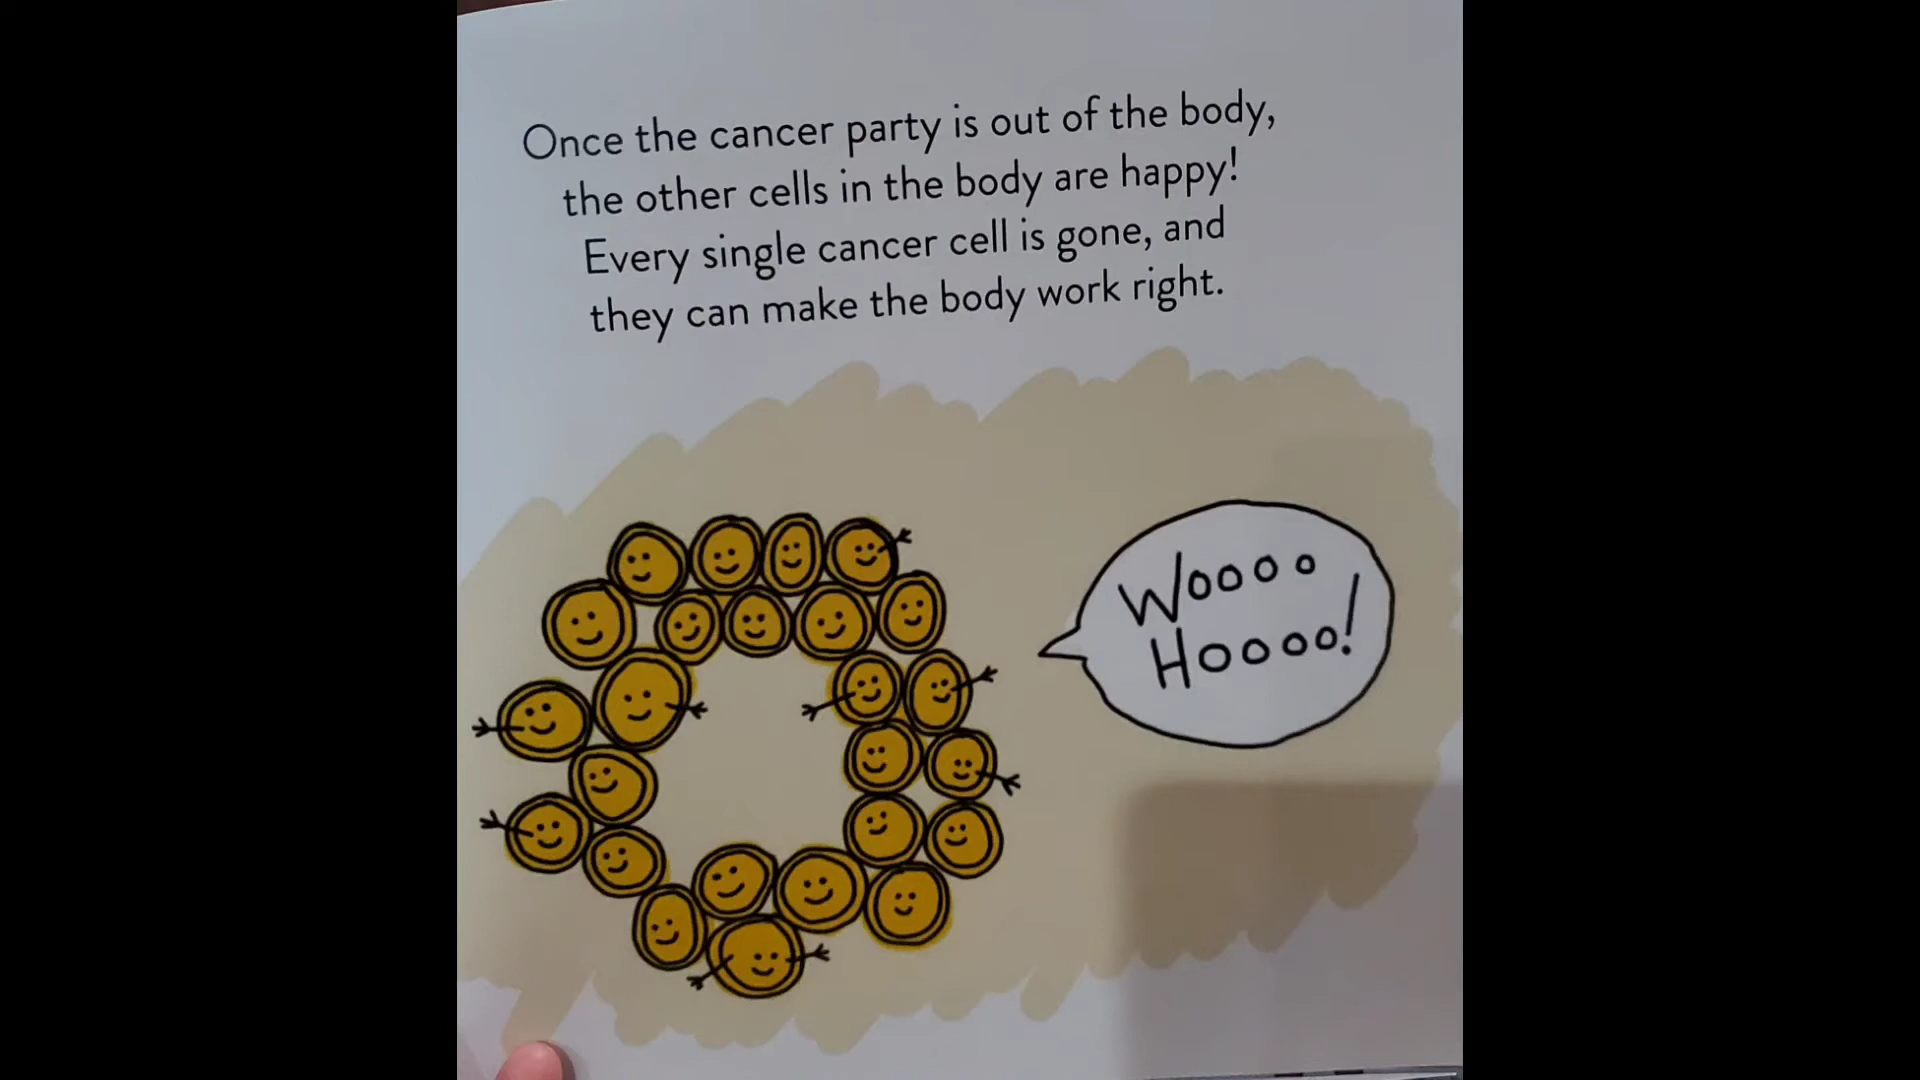 Once the cancer party is out of the body,
the other cells in the body are happy!
Every single cancer cell is gone, and
they can make the body work right.
Woooo
Hoooo!